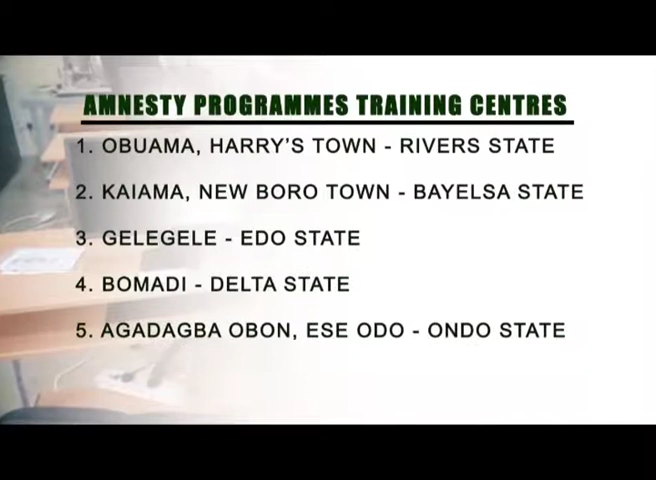 AMNESTY PROGRAMMES TRAINING CENTRES
1. OBUAMA, HARRY'S TOWN - RIVERS STATE
2. KAIAMA, NEW BORO TOWN - BAYELSA STATE
3. GELEGELE - EDO STATE
4. BOMADI - DELTA STATE
5. AGADAGBA OBON, ESE ODO - ONDO STATE